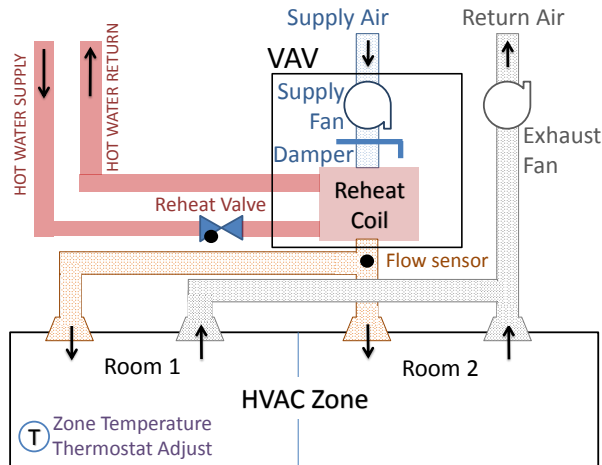 Supply Air
Return Air
HOT WATER SUPPLY
HOT WATER RETURN
VAV
Supply
Fan
Damper
Exhaust
Fan
Reheat
Coil
Reheat Valve
Flow sensor
Room 1
Room 2
HVAC Zone
T
Zone Temperature
Thermostat Adjust